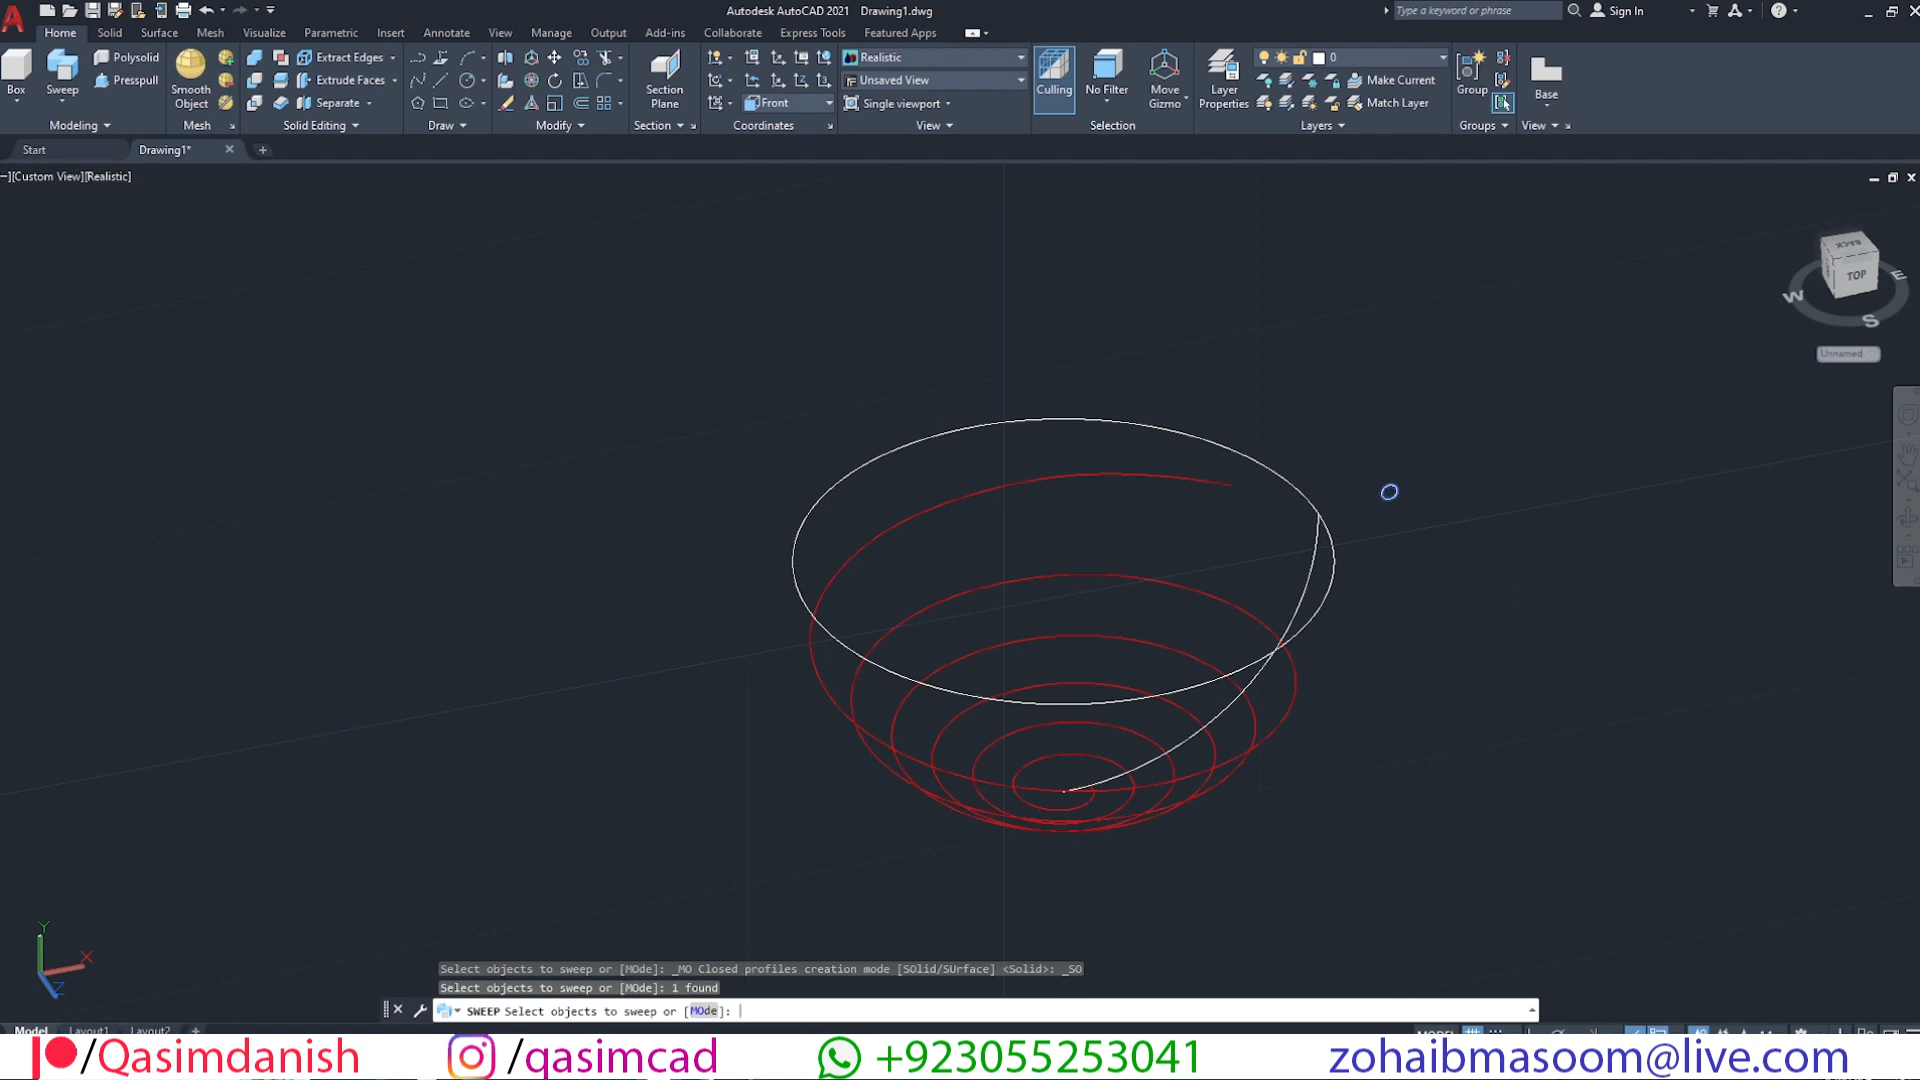 Autodesk AutoCAD 2021 Drawing1.dwg
Type a keyword or phrase
Sign In
Home Solid Surface Mesh Visualize Parametric Insert Annotate View Manage Output Add-ins Collaborate Express Tools Featured Apps
Polysolid Extract Edges Realistic 0
Presspull Extrude Faces Unsaved View Make Current
Box Sweep Smooth Object Separate Section Plane Front Single viewport Culling No Filter Move Gizmo Layer Properties Match Layer Group Base
Modeling Mesh Solid Editing Draw Modify Section Coordinates View Selection Layers Groups View
Start Drawing1*
−][Custom View][Realistic]
BACK
TOP
W E
S
Unnamed
Y
X
Z
Select objects to sweep or [MOde]: _MO Closed profiles creation mode [SOlid/SUrface] <Solid>: _SO
Select objects to sweep or [MOde]: 1 found
SWEEP Select objects to sweep or [MOde]:
Model Layout1 Layout2 +
MODEL
/Qasimdanish /qasimcad +923055253041 zohaibmasoom@live.com